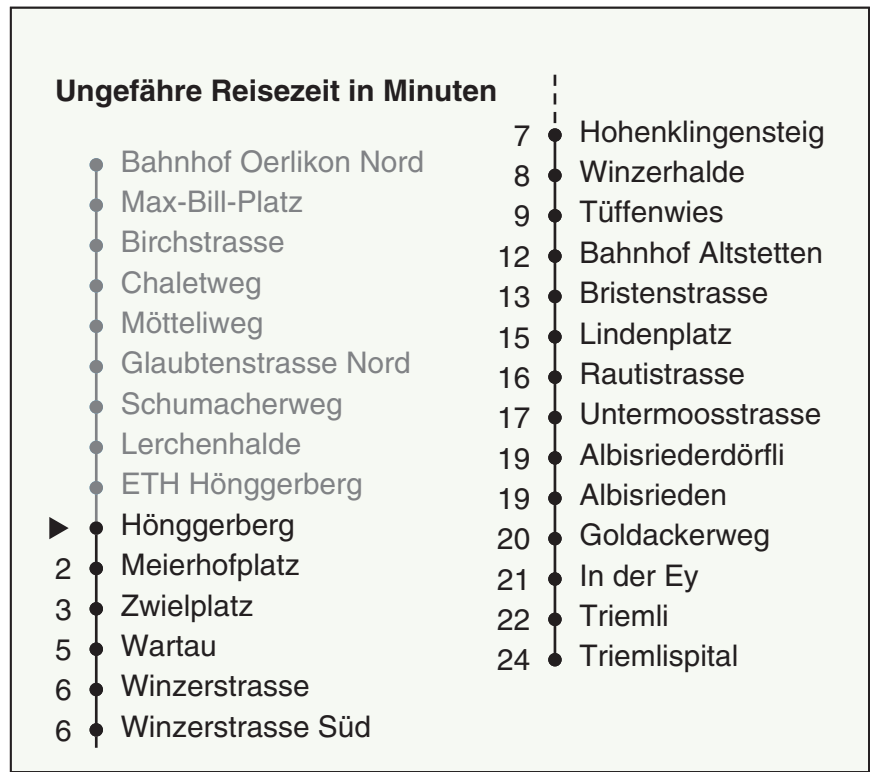 Ungefähre Reisezeit in Minuten
Bahnhof Oerlikon Nord
Max-Bill-Platz
Birchstrasse
Chaletweg
Mötteliweg
Glaubtenstrasse Nord
Schumacherweg
Lerchenhalde
ETH Hönggerberg
Hönggerberg
2 Meierhofplatz
3 Zwielplatz
5 Wartau
6 Winzerstrasse
6 Winzerstrasse Süd
7 Hohenklingensteig
8 Winzerhalde
9 Tüffenwies
12 Bahnhof Altstetten
13 Bristenstrasse
15 Lindenplatz
16 Rautistrasse
17 Untermoosstrasse
19 Albisriederdörfli
19 Albisrieden
20 Goldackerweg
21 In der Ey
22 Triemli
24 Triemlispital